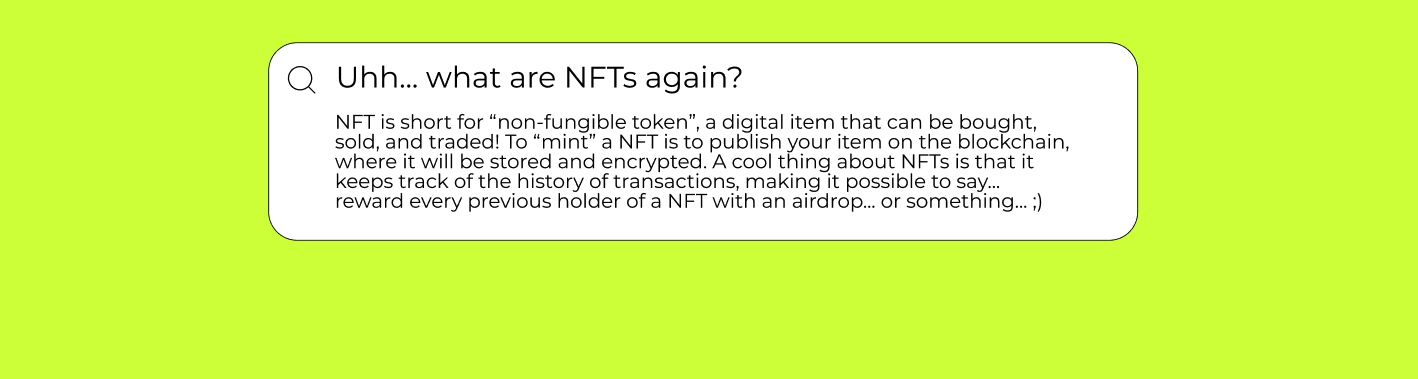 Uhh... what are NFTs again?
NFT is short for “non-fungible token”, a digital item that can be bought,
sold, and traded! To “mint” a NFT is to publish your item on the blockchain,
where it will be stored and encrypted. A cool thing about NFTs is that it
keeps track of the history of transactions, making it possible to say...
reward every previous holder of a NFT with an airdrop... or something... ;)